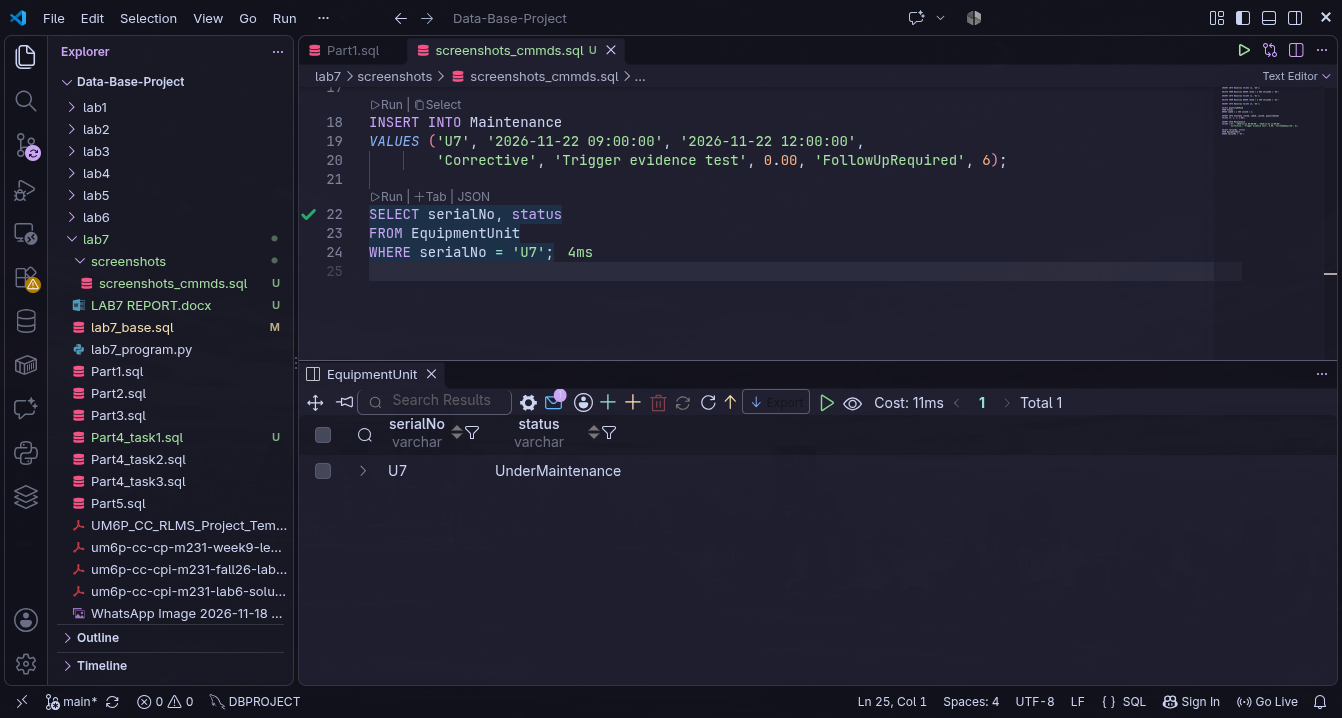 File Edit Selection View Go Run ··· Data-Base-Project
Explorer
Data-Base-Project
lab1
lab2
lab3
lab4
lab5
lab6
lab7
screenshots
screenshots_cmmds.sql U
LAB7 REPORT.docx U
lab7_base.sql M
lab7_program.py
Part1.sql
Part2.sql
Part3.sql
Part4_task1.sql U
Part4_task2.sql
Part4_task3.sql
Part5.sql
UM6P_CC_RLMS_Project_Tem...
um6p-cc-cp-m231-week9-le...
um6p-cc-cpi-m231-fall26-lab...
um6p-cc-cpi-m231-lab6-solu...
WhatsApp Image 2026-11-18 ...
Outline
Timeline
Part1.sql screenshots_cmmds.sql U
lab7 > screenshots > screenshots_cmmds.sql > ... Text Editor
17
Run | Select
18 INSERT INTO Maintenance
19 VALUES ('U7', '2026-11-22 09:00:00', '2026-11-22 12:00:00',
20 'Corrective', 'Trigger evidence test', 0.00, 'FollowUpRequired', 6);
21
Run | +Tab | JSON
22 SELECT serialNo, status
23 FROM EquipmentUnit
24 WHERE serialNo = 'U7'; 4ms
25
EquipmentUnit
Search Results Export Cost: 11ms < 1 > Total 1
serialNo status
varchar varchar
U7 UnderMaintenance
main* 0 0 DBPROJECT Ln 25, Col 1 Spaces: 4 UTF-8 LF { } SQL Sign In Go Live